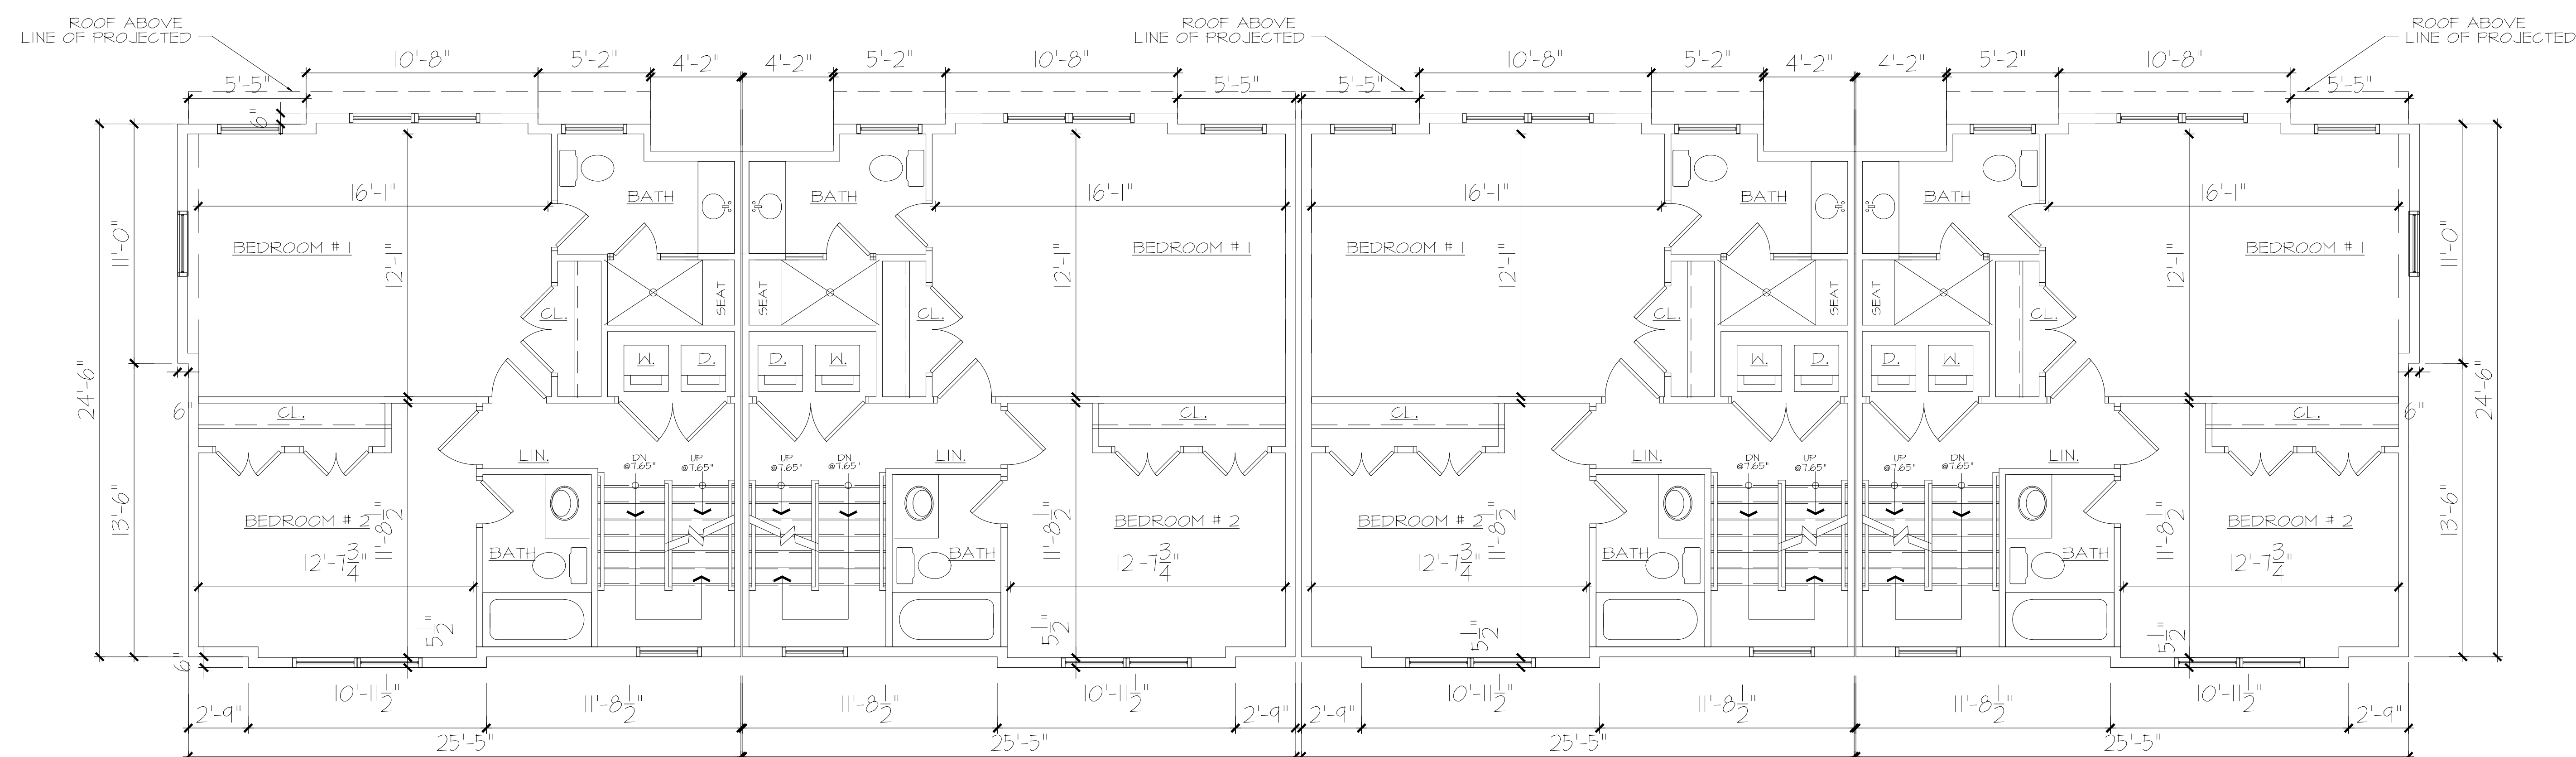 ROOF ABOVE
LINE OF PROJECTED
ROOF ABOVE
LINE OF PROJECTED
ROOF ABOVE
LINE OF PROJECTED
10'-8" 5'-2" 4'-2" 4'-2" 5'-2" 10'-8" 10'-8" 5'-2" 4'-2" 4'-2" 5'-2" 10'-8"
5'-5" 5'-5" 5'-5" 5'-5"
6"
16'-1" BATH BATH 16'-1" 16'-1" BATH BATH 16'-1"
11'-0" BEDROOM # 1 12'-1" 12'-1" BEDROOM # 1 BEDROOM # 1 12'-1" 12'-1" BEDROOM # 1 11'-0"
SEAT SEAT SEAT SEAT
CL. CL. CL. CL.
W. D. D. W. W. D. D. W.
24'-6" 24'-6"
6" CL. CL. CL. CL. 6"
LIN. LIN. LIN. LIN.
DN UP UP DN DN UP UP DN
@7.65" @7.65" @7.65" @7.65" @7.65" @7.65" @7.65" @7.65"
13'-6" BEDROOM # 2 11'-8 1/2" 11'-8 1/2" BEDROOM # 2 BEDROOM # 2 11'-8 1/2" 11'-8 1/2" BEDROOM # 2 13'-6"
BATH BATH BATH BATH
12'-7 3/4" 12'-7 3/4" 12'-7 3/4" 12'-7 3/4"
5 1/2" 5 1/2" 5 1/2" 5 1/2"
6"
10'-11 1/2" 11'-8 1/2" 11'-8 1/2" 10'-11 1/2" 10'-11 1/2" 11'-8 1/2" 11'-8 1/2" 10'-11 1/2"
2'-9" 2'-9" 2'-9" 2'-9"
25'-5" 25'-5" 25'-5" 25'-5"